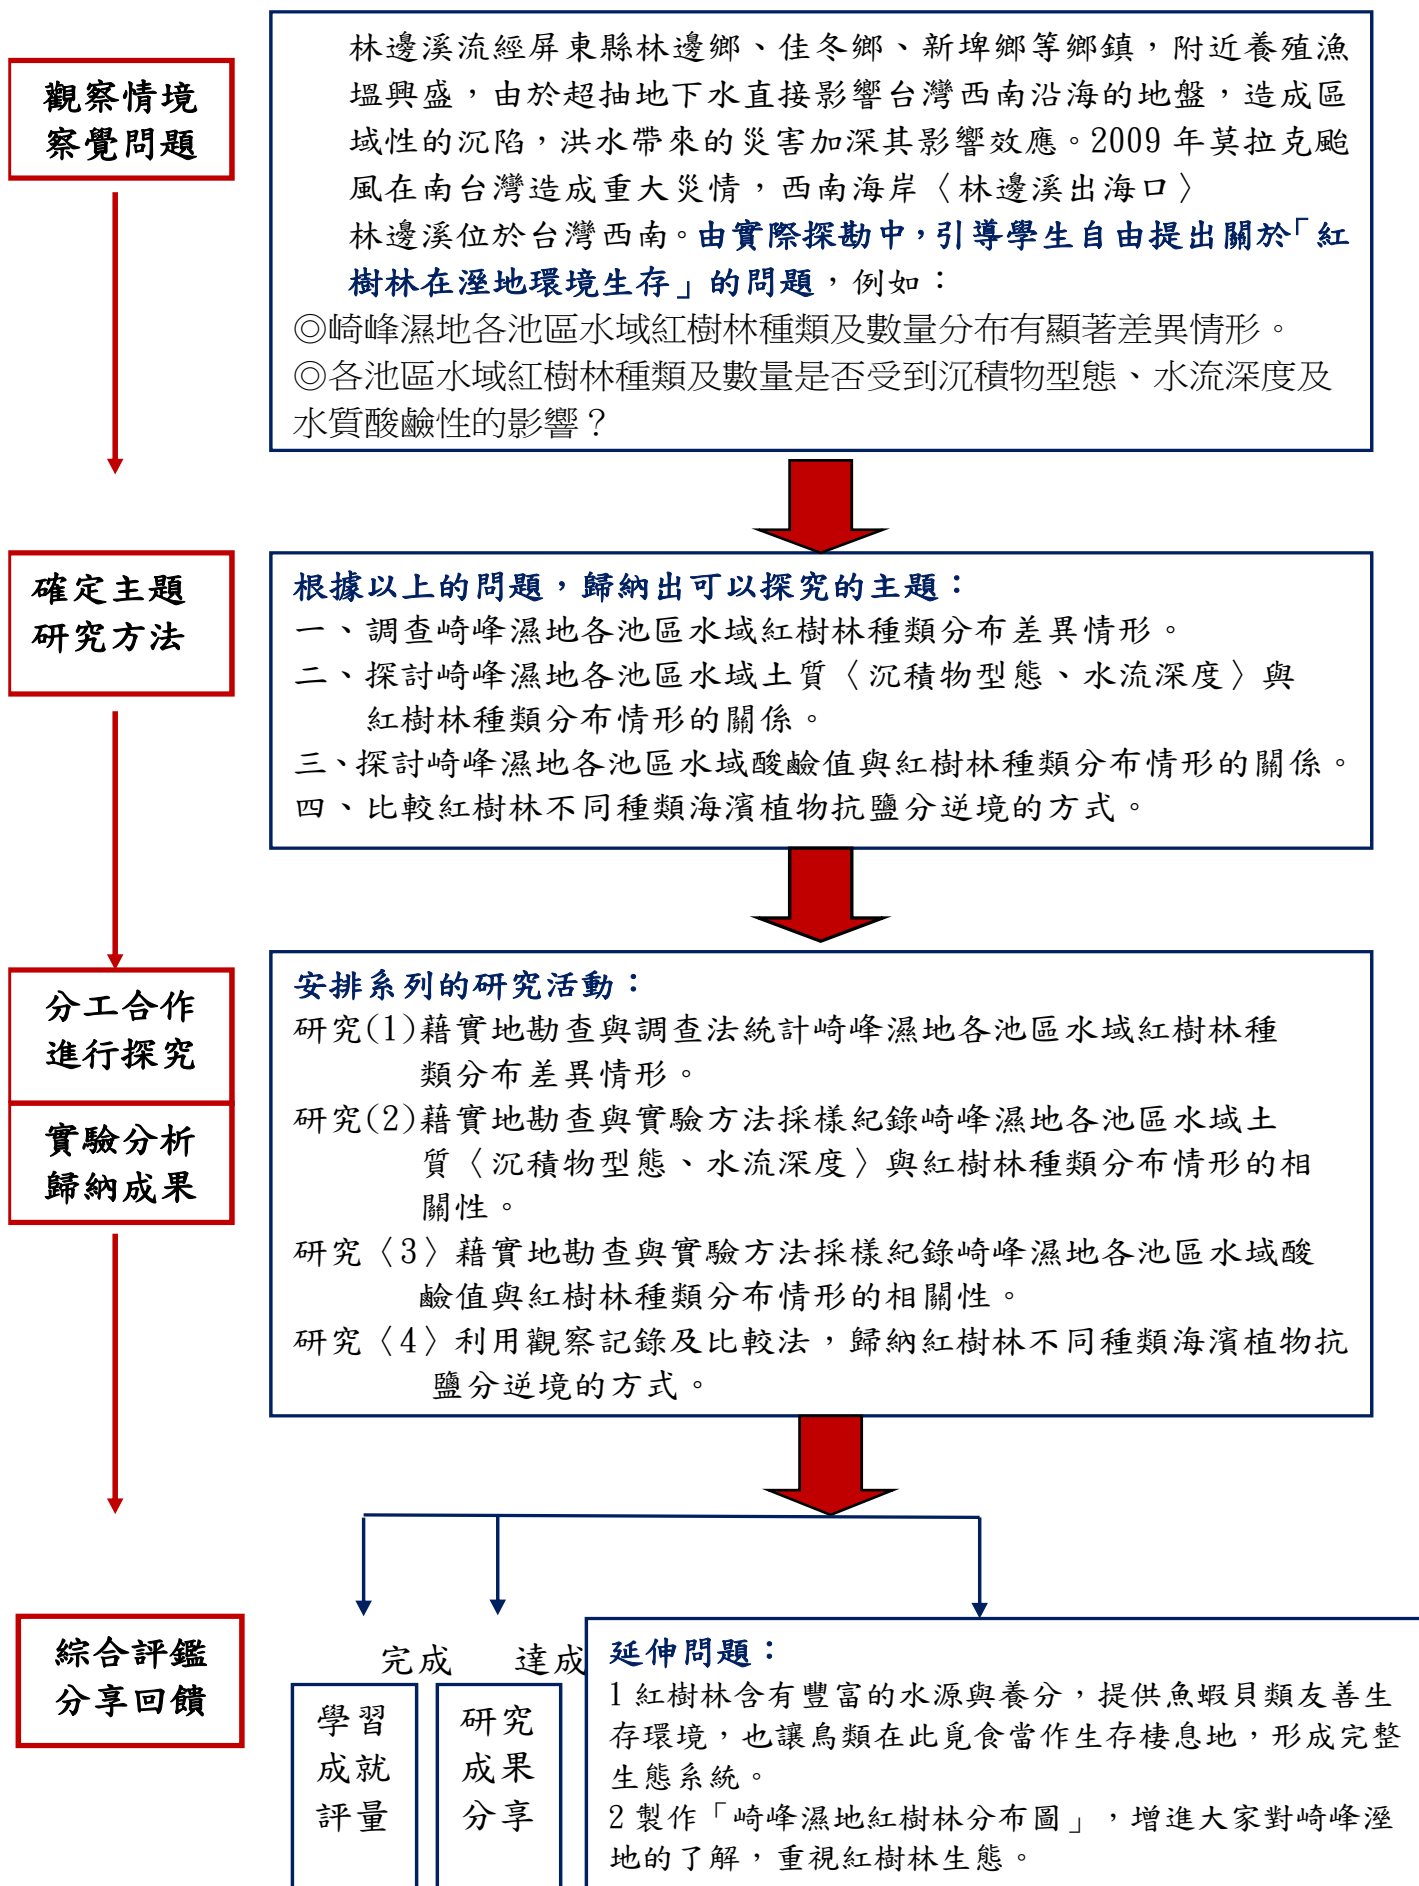 觀察情境
察覺問題
林邊溪流經屏東縣林邊鄉、佳冬鄉、新埤鄉等鄉鎮，附近養殖漁
塭興盛，由於超抽地下水直接影響台灣西南沿海的地盤，造成區
域性的沉陷，洪水帶來的災害加深其影響效應。2009 年莫拉克颱
風在南台灣造成重大災情，西南海岸〈林邊溪出海口〉
林邊溪位於台灣西南。由實際探勘中，引導學生自由提出關於「紅
樹林在溼地環境生存」的問題，例如：
◎崎峰濕地各池區水域紅樹林種類及數量分布有顯著差異情形。
◎各池區水域紅樹林種類及數量是否受到沉積物型態、水流深度及
水質酸鹼性的影響？
確定主題
研究方法
根據以上的問題，歸納出可以探究的主題：
一、調查崎峰濕地各池區水域紅樹林種類分布差異情形。
二、探討崎峰濕地各池區水域土質〈沉積物型態、水流深度〉與
紅樹林種類分布情形的關係。
三、探討崎峰濕地各池區水域酸鹼值與紅樹林種類分布情形的關係。
四、比較紅樹林不同種類海濱植物抗鹽分逆境的方式。
分工合作
進行探究
實驗分析
歸納成果
安排系列的研究活動：
研究(1)藉實地勘查與調查法統計崎峰濕地各池區水域紅樹林種
類分布差異情形。
研究(2)藉實地勘查與實驗方法採樣紀錄崎峰濕地各池區水域土
質〈沉積物型態、水流深度〉與紅樹林種類分布情形的相
關性。
研究〈3〉藉實地勘查與實驗方法採樣紀錄崎峰濕地各池區水域酸
鹼值與紅樹林種類分布情形的相關性。
研究〈4〉利用觀察記錄及比較法，歸納紅樹林不同種類海濱植物抗
鹽分逆境的方式。
綜合評鑑
分享回饋
完成 達成
學習
成就
評量
研究
成果
分享
延伸問題：
1 紅樹林含有豐富的水源與養分，提供魚蝦貝類友善生
存環境，也讓鳥類在此覓食當作生存棲息地，形成完整
生態系統。
2 製作「崎峰濕地紅樹林分布圖」，增進大家對崎峰溼
地的了解，重視紅樹林生態。